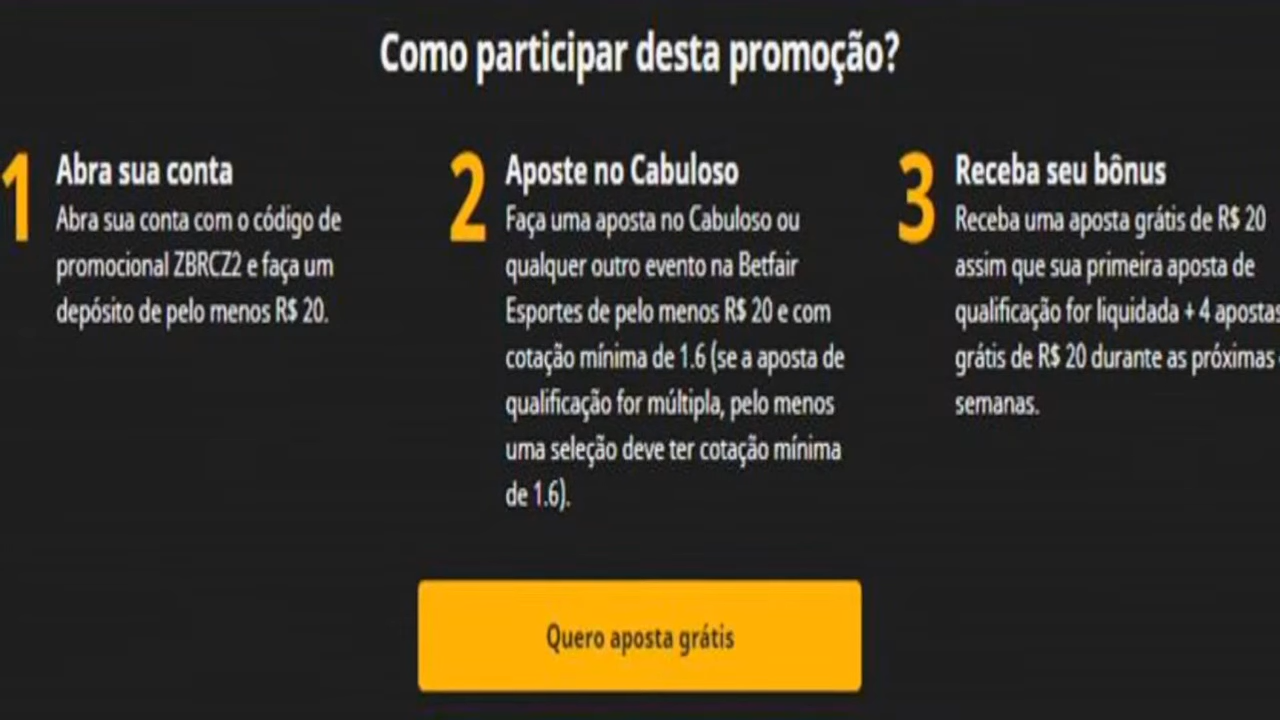 Como participar desta promoção?
1
Abra sua conta
Abra sua conta com o código de
promocional ZBRCZ2 e faça um
depósito de pelo menos R$ 20.
2
Aposte no Cabuloso
Faça uma aposta no Cabuloso ou
qualquer outro evento na Betfair
Esportes de pelo menos R$ 20 e com
cotação mínima de 1.6 (se a aposta de
qualificação for múltipla, pelo menos
uma seleção deve ter cotação mínima
de 1.6).
3
Receba seu bônus
Receba uma aposta grátis de R$ 20
assim que sua primeira aposta de
qualificação for liquidada + 4 apostas
grátis de R$ 20 durante as próximas
semanas.
Quero aposta grátis